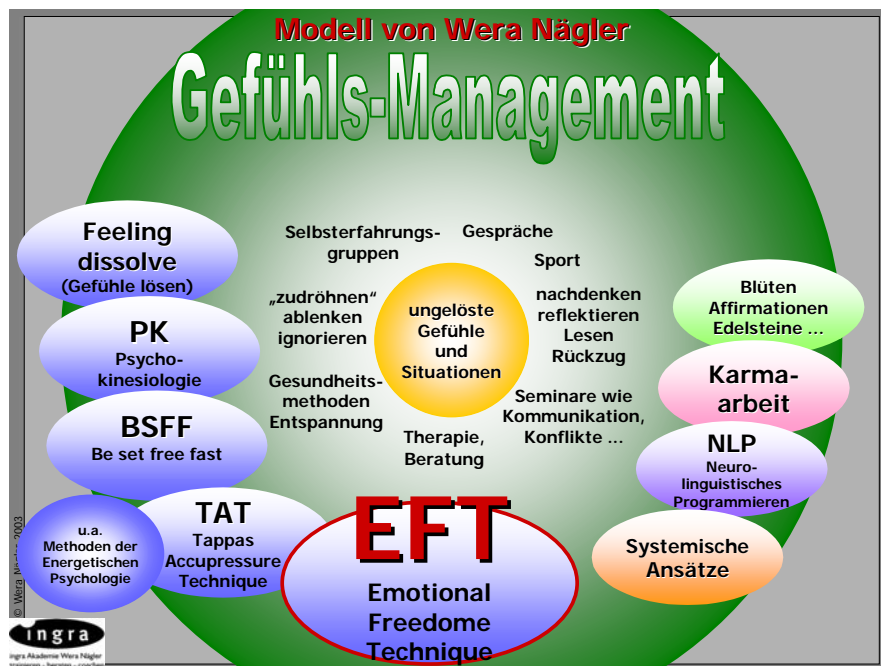 Modell von Wera Nägler
Gefühls-Management
Feeling
dissolve
(Gefühle lösen)
PK
Psycho-
kinesiologie
BSFF
Be set free fast
TAT
Tappas
Accupressure
Technique
u.a.
Methoden der
Energetischen
Psychologie
Selbsterfahrungs-
gruppen
Gespräche
Sport
„zudröhnen“
ablenken
ignorieren
nachdenken
reflektieren
Lesen
Rückzug
ungelöste
Gefühle
und
Situationen
Gesundheits-
methoden
Entspannung
Seminare wie
Kommunikation,
Konflikte ...
Therapie,
Beratung
EFT
Emotional
Freedome
Technique
Blüten
Affirmationen
Edelsteine ...
Karma-
arbeit
NLP
Neuro-
linguistisches
Programmieren
Systemische
Ansätze
© Wera Nägler 2003
ingra
ingra Akademie Wera Nägler